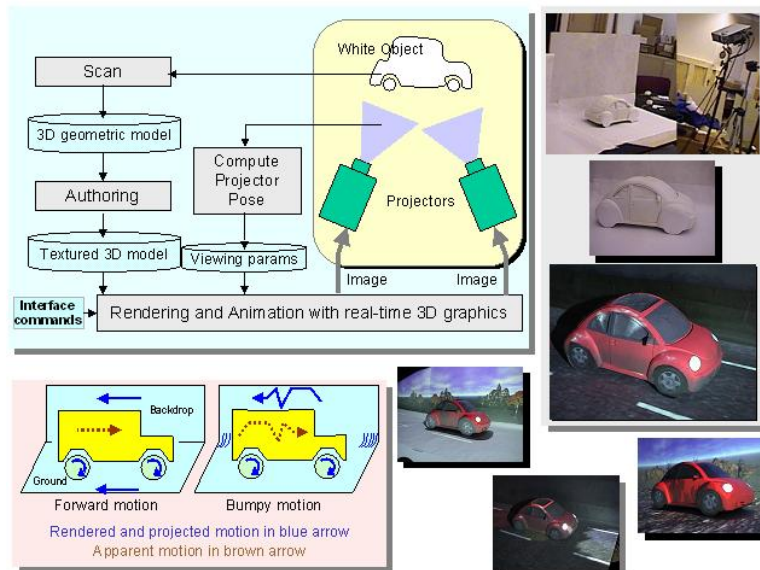 White Object
Scan
3D geometric model
Compute
Projector
Pose
Authoring
Projectors
Textured 3D model
Viewing params
Image
Image
Interface
commands
Rendering and Animation with real-time 3D graphics
Backdrop
Ground
Forward motion
Bumpy motion
Rendered and projected motion in blue arrow
Apparent motion in brown arrow